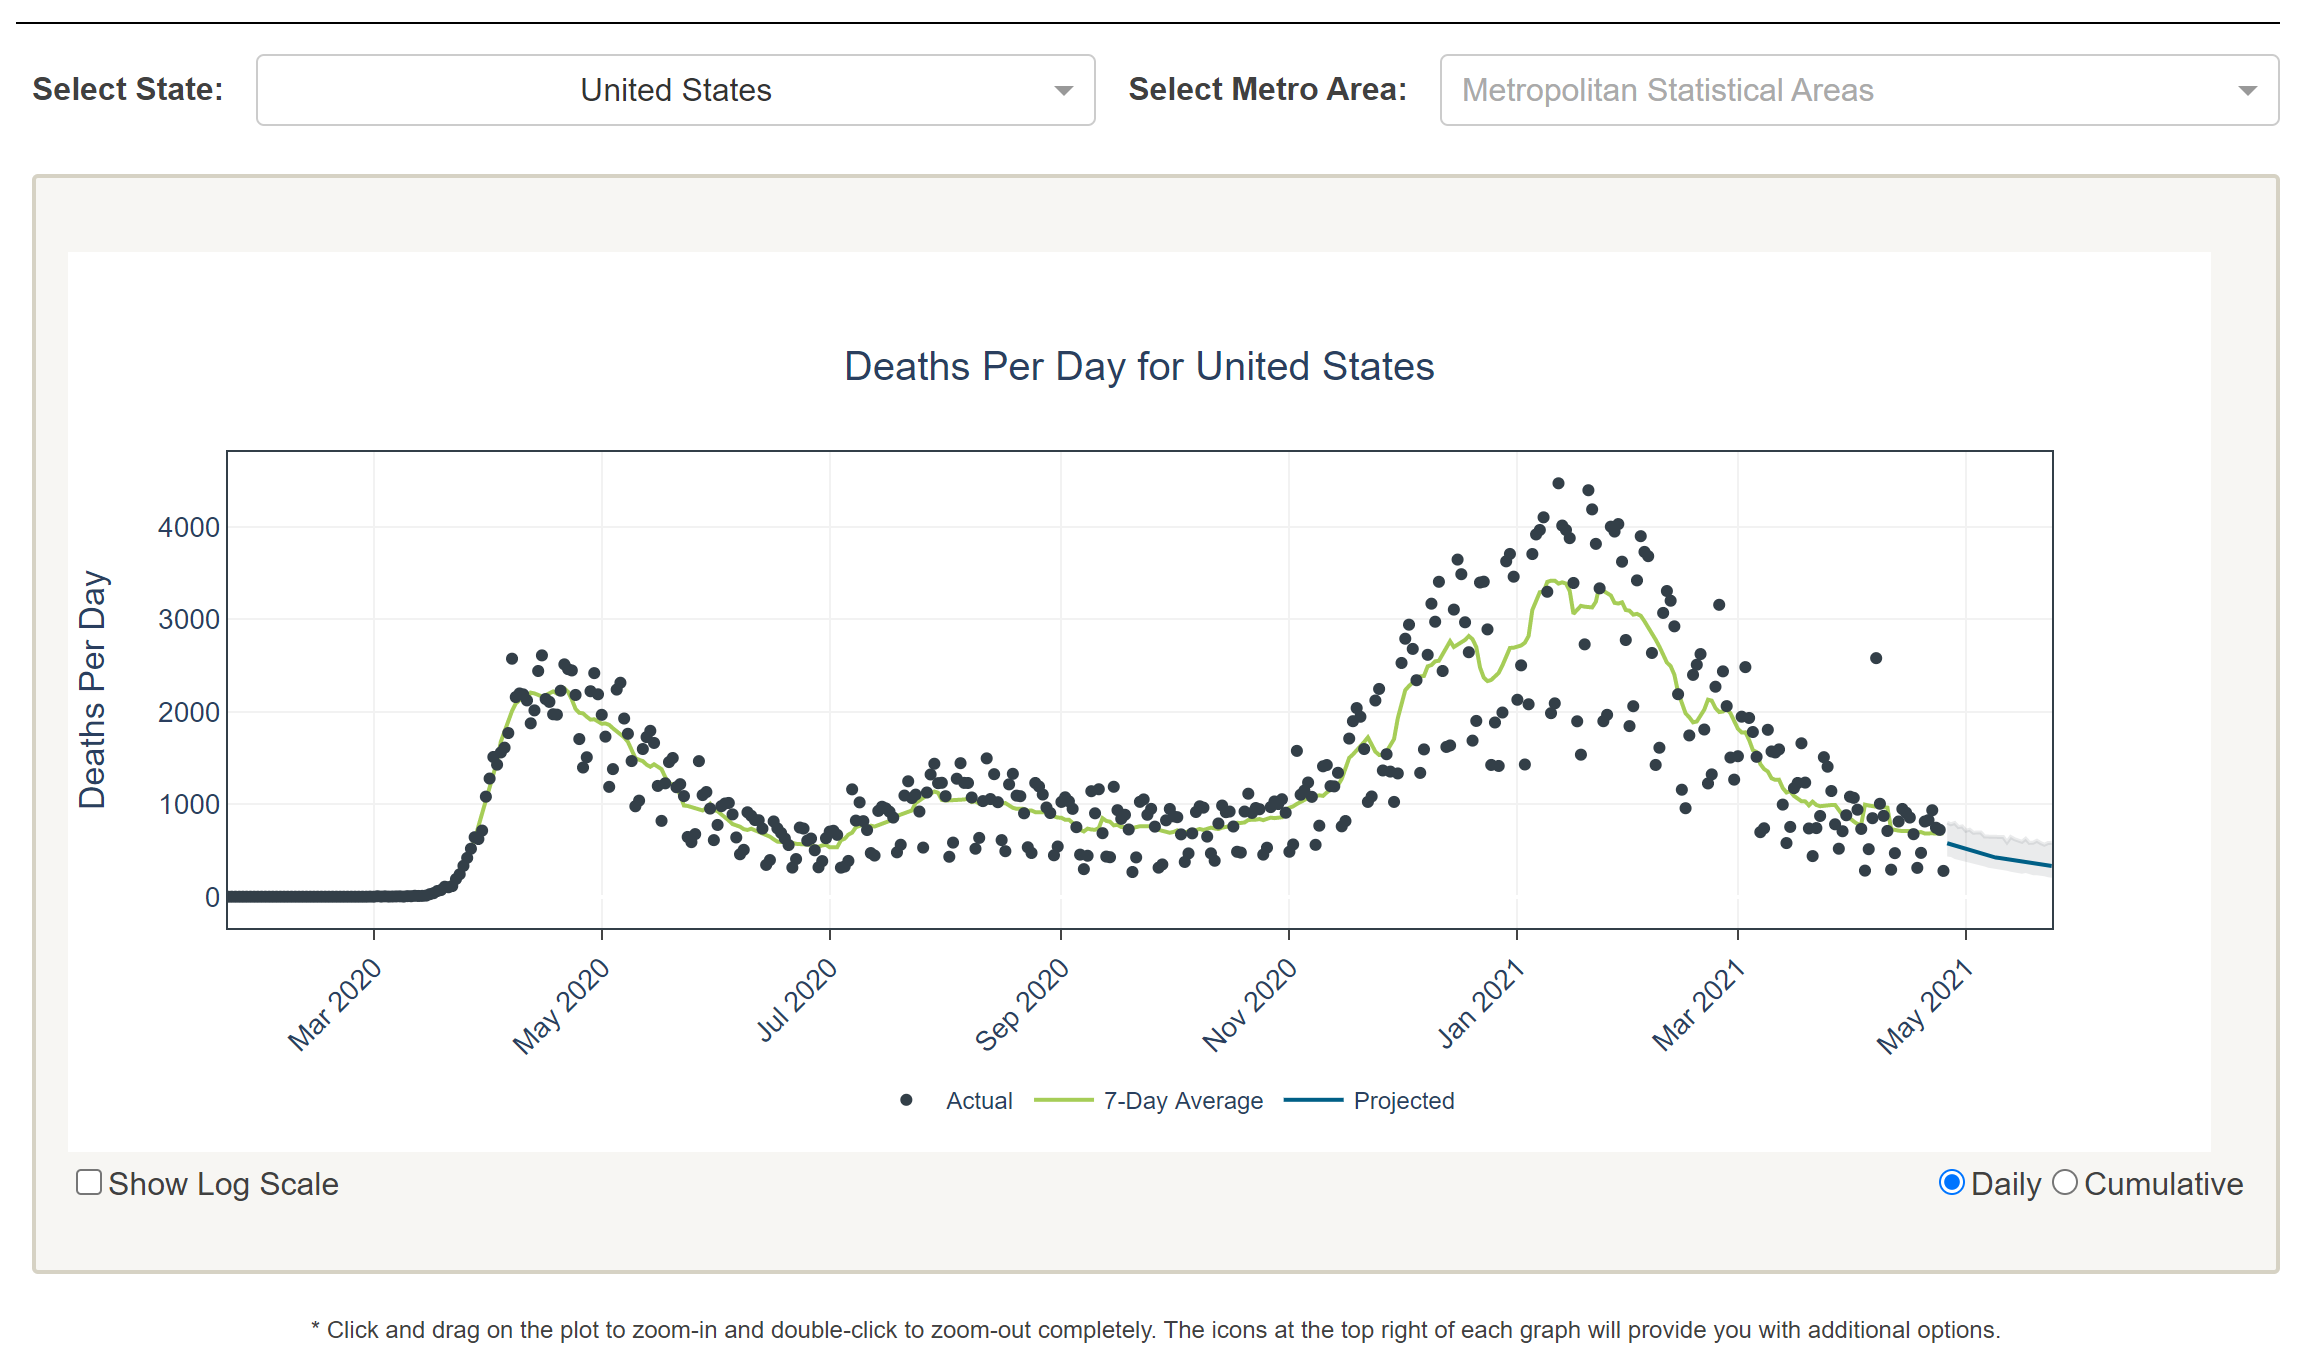 Select State: United States Select Metro Area: Metropolitan Statistical Areas
Deaths Per Day for United States
Deaths Per Day
4000
3000
2000
1000
0
Mar 2020 May 2020 Jul 2020 Sep 2020 Nov 2020 Jan 2021 Mar 2021 May 2021
Actual 7-Day Average Projected
Show Log Scale Daily Cumulative
* Click and drag on the plot to zoom-in and double-click to zoom-out completely. The icons at the top right of each graph will provide you with additional options.